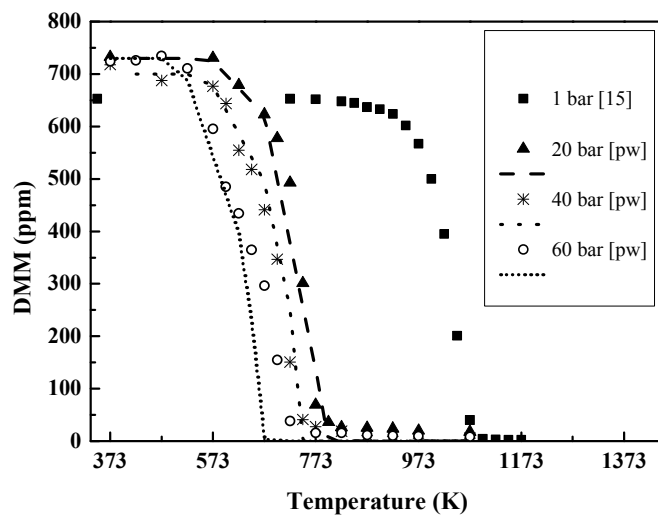 800
700
600
500
400
300
200
100
0
DMM (ppm)
373
573
773
973
1173
1373
Temperature (K)
1 bar [15]
20 bar [pw]
40 bar [pw]
60 bar [pw]